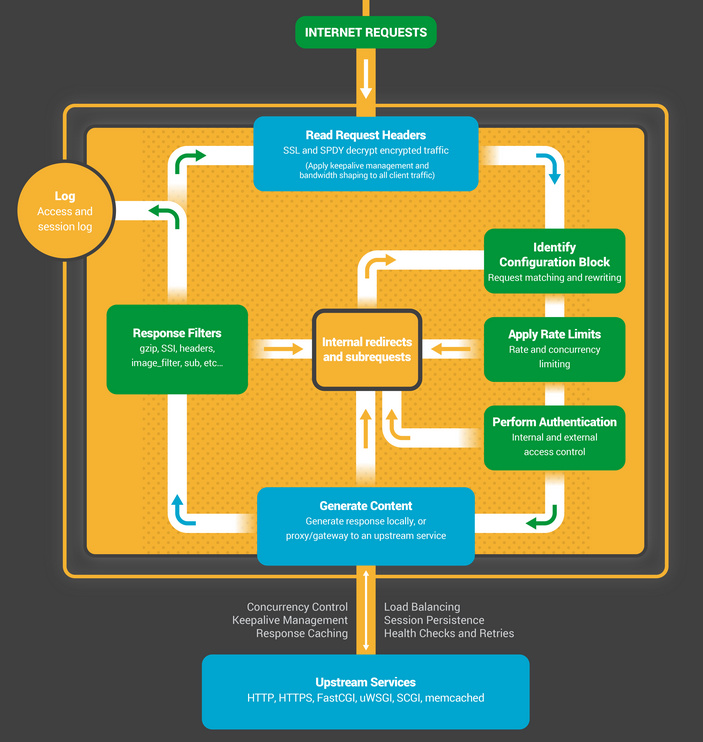 INTERNET REQUESTS
Read Request Headers
SSL and SPDY decrypt encrypted traffic
(Apply keepalive management and
bandwidth shaping to all client traffic)
Log
Access and
session log
Identify
Configuration Block
Request matching and rewriting
Response Filters
gzip, SSI, headers,
image_filter, sub, etc...
Internal redirects
and subrequests
Apply Rate Limits
Rate and concurrency
limiting
Perform Authentication
Internal and external
access control
Generate Content
Generate response locally, or
proxy/gateway to an upstream service
Concurrency Control
Keepalive Management
Response Caching
Load Balancing
Session Persistence
Health Checks and Retries
Upstream Services
HTTP, HTTPS, FastCGI, uWSGI, SCGI, memcached